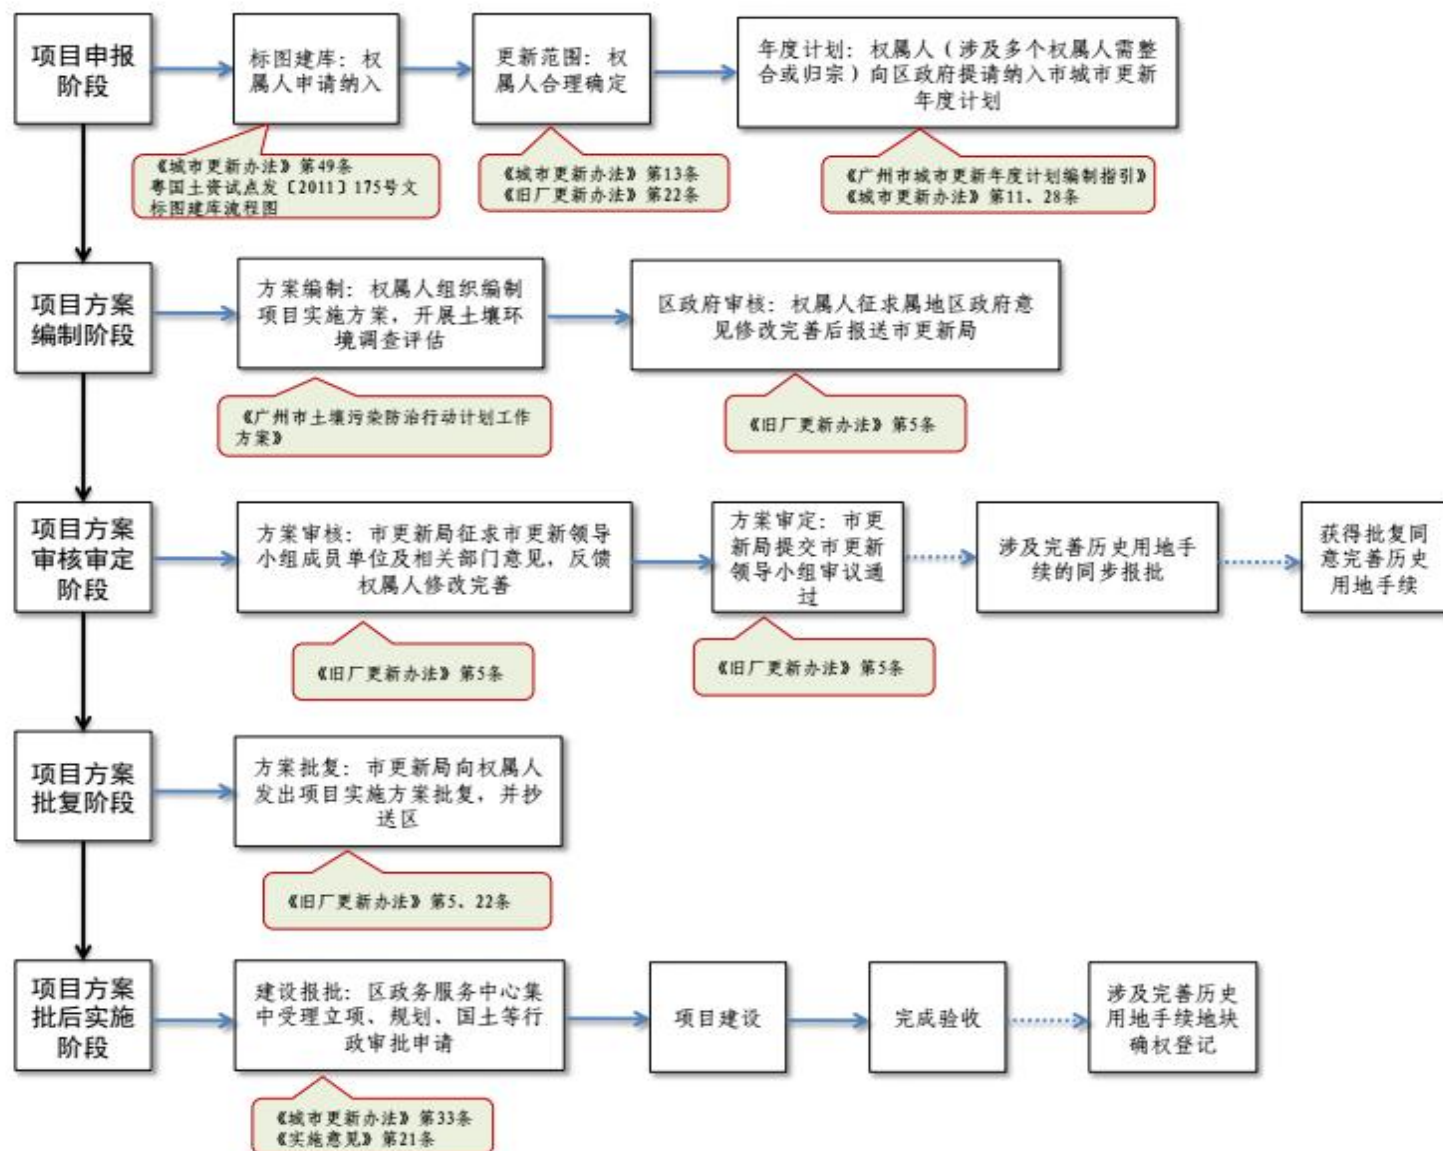 项目申报
阶段
标图建库：权
属人申请纳入
更新范围：权
属人合理确定
年度计划：权属人（涉及多个权属人需整
合或归宗）向区政府提请纳入市城市更新
年度计划
《城市更新办法》第49条
粤国土资试点发〔2011〕175号文
标图建库流程图
《城市更新办法》第13条
《旧厂更新办法》第22条
《广州市城市更新年度计划编制指引》
《城市更新办法》第11、28条
项目方案
编制阶段
方案编制：权属人组织编制
项目实施方案，开展土壤环
境调查评估
区政府审核：权属人征求属地区政府意
见修改完善后报送市更新局
《广州市土壤污染防治行动计划工作
方案》
《旧厂更新办法》第5条
项目方案
审核审定
阶段
方案审核：市更新局征求市更新领导
小组成员单位及相关部门意见，反馈
权属人修改完善
方案审定：市更
新局提交市更新
领导小组审议通
过
涉及完善历史用地手
续的同步报批
获得批复同
意完善历史
用地手续
《旧厂更新办法》第5条
《旧厂更新办法》第5条
项目方案
批复阶段
方案批复：市更新局向权属人
发出项目实施方案批复，并抄
送区
《旧厂更新办法》第5、22条
项目方案
批后实施
阶段
建设报批：区政务服务中心集
中受理立项、规划、国土等行
政审批申请
项目建设
完成验收
涉及完善历史
用地手续地块
确权登记
《城市更新办法》第33条
《实施意见》第21条